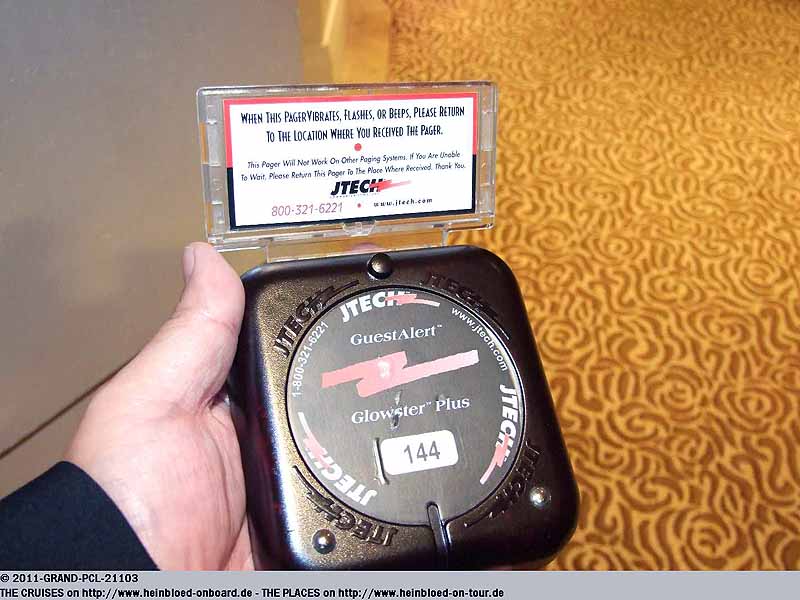 WHEN THIS PAGERVIBRATES, FLASHES, OR BEEPS, PLEASE RETURN
TO THE LOCATION WHERE YOU RECEIVED THE PAGER.
This Pager Will Not Work On Other Paging Systems. If You Are Unable
To Wait, Please Return This Pager To The Place Where Received. Thank You.
JTECH
800-321-6221 • www.jtech.com
JTECH
JTECH
JTECH
1-800-321-6221
www.jtech.com
GuestAlert™
Glowster™ Plus
144
JTECH
JTECH
JTECH
JTECH
© 2011-GRAND-PCL-21103
THE CRUISES on http://www.heinbloed-onboard.de - THE PLACES on http://www.heinbloed-on-tour.de